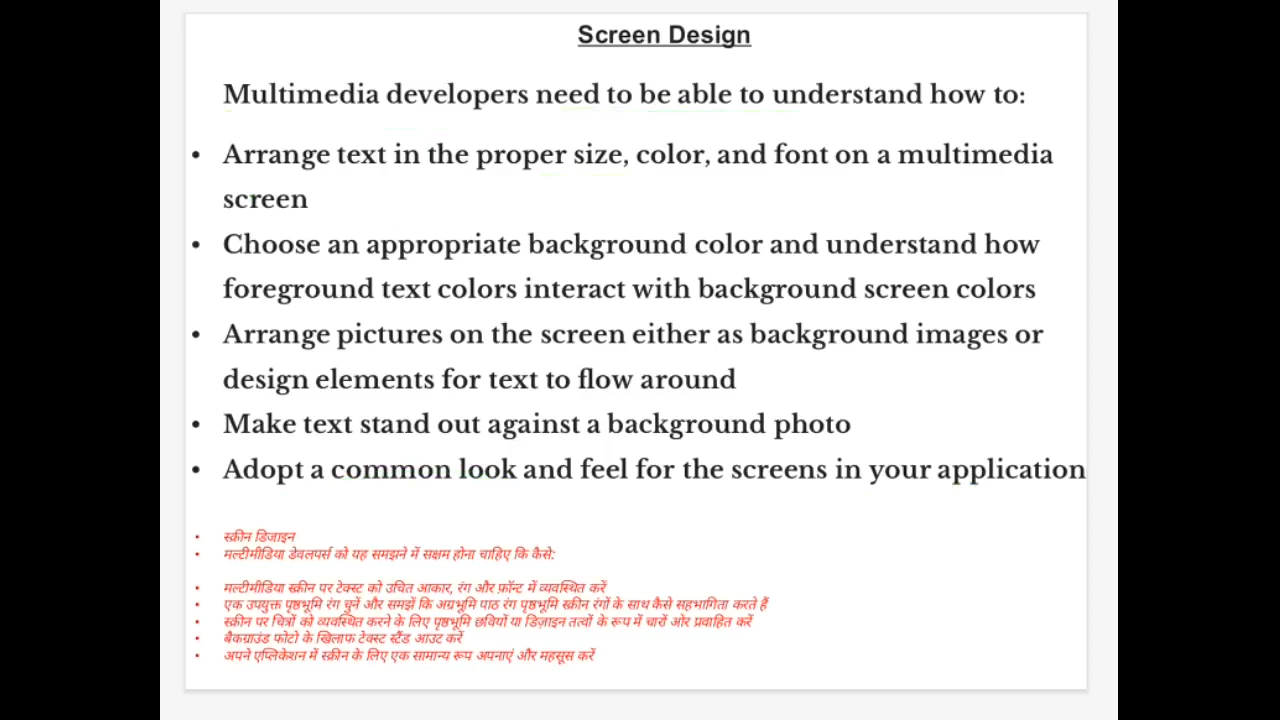 Screen Design
Multimedia developers need to be able to understand how to:
• Arrange text in the proper size, color, and font on a multimedia
screen
• Choose an appropriate background color and understand how
foreground text colors interact with background screen colors
• Arrange pictures on the screen either as background images or
design elements for text to flow around
• Make text stand out against a background photo
• Adopt a common look and feel for the screens in your application
• स्क्रीन डिजाइन
• मल्टीमीडिया डेवलपर्स को यह समझने में सक्षम होना चाहिए कि कैसे:
• मल्टीमीडिया स्क्रीन पर टेक्स्ट को उचित आकार, रंग और फ़ॉन्ट में व्यवस्थित करें
• एक उपयुक्त पृष्ठभूमि रंग चुनें और समझें कि अग्रभूमि पाठ रंग पृष्ठभूमि स्क्रीन रंगों के साथ कैसे सहभागिता करते हैं
• स्क्रीन पर चित्रों को व्यवस्थित करने के लिए पृष्ठभूमि छवियों या डिज़ाइन तत्वों के रूप में चारों ओर प्रवाहित करें
• बैकग्राउंड फोटो के खिलाफ टेक्स्ट स्टैंड आउट करें
• अपने एप्लिकेशन में स्क्रीन के लिए एक सामान्य रूप अपनाएं और महसूस करें